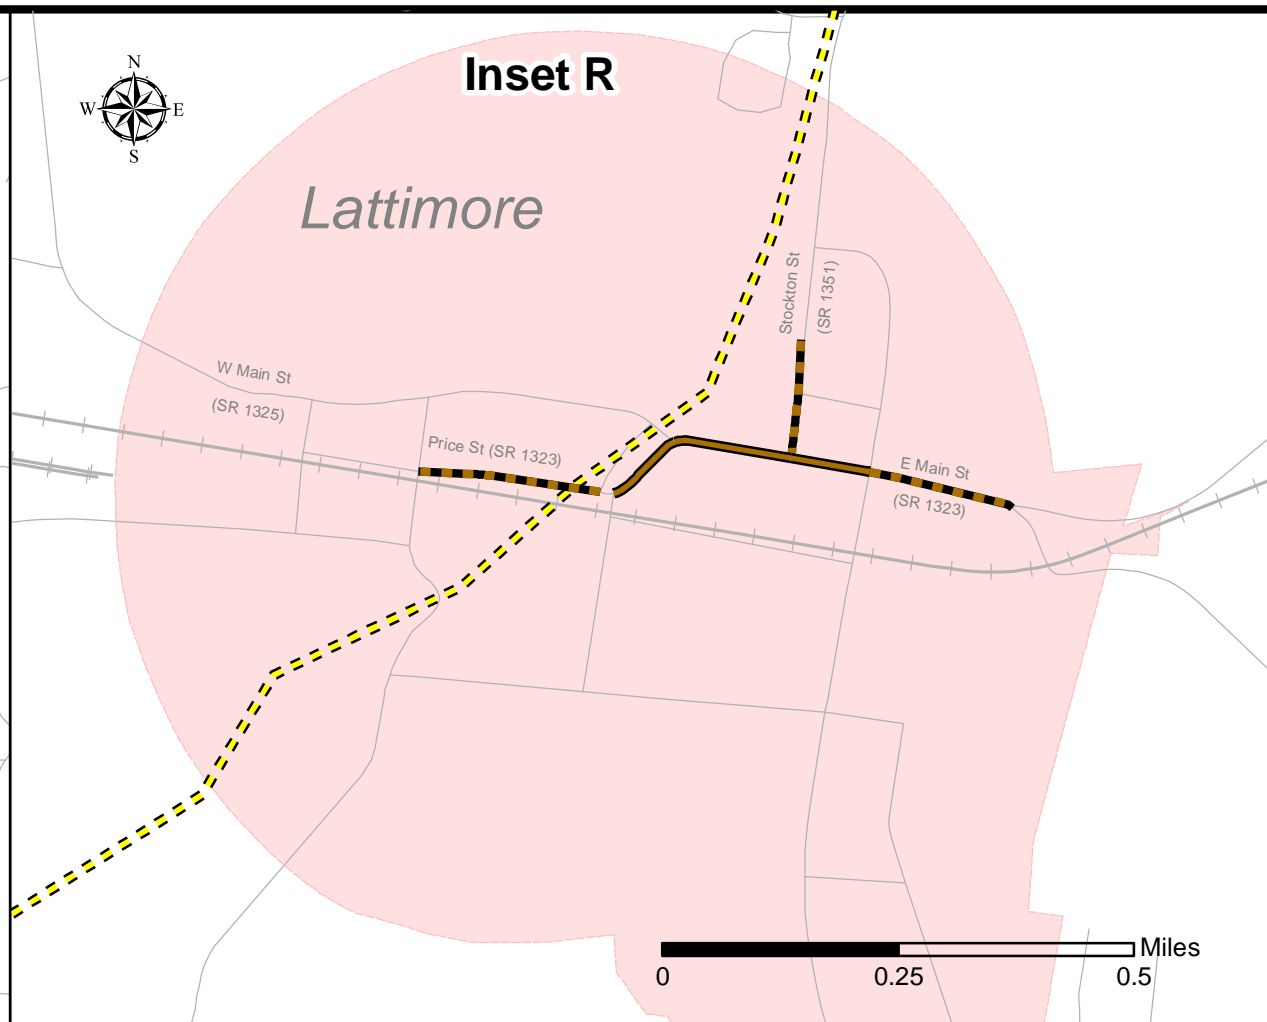 Inset R
N
W E
S
Lattimore
Stockton St
(SR 1351)
W Main St
(SR 1325)
Price St (SR 1323)
E Main St
(SR 1323)
Miles
0 0.25 0.5